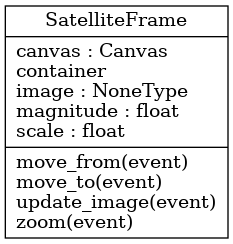 SatelliteFrame
canvas : Canvas
container
image : NoneType
magnitude : float
scale : float
move_from(event)
move_to(event)
update_image(event)
zoom(event)